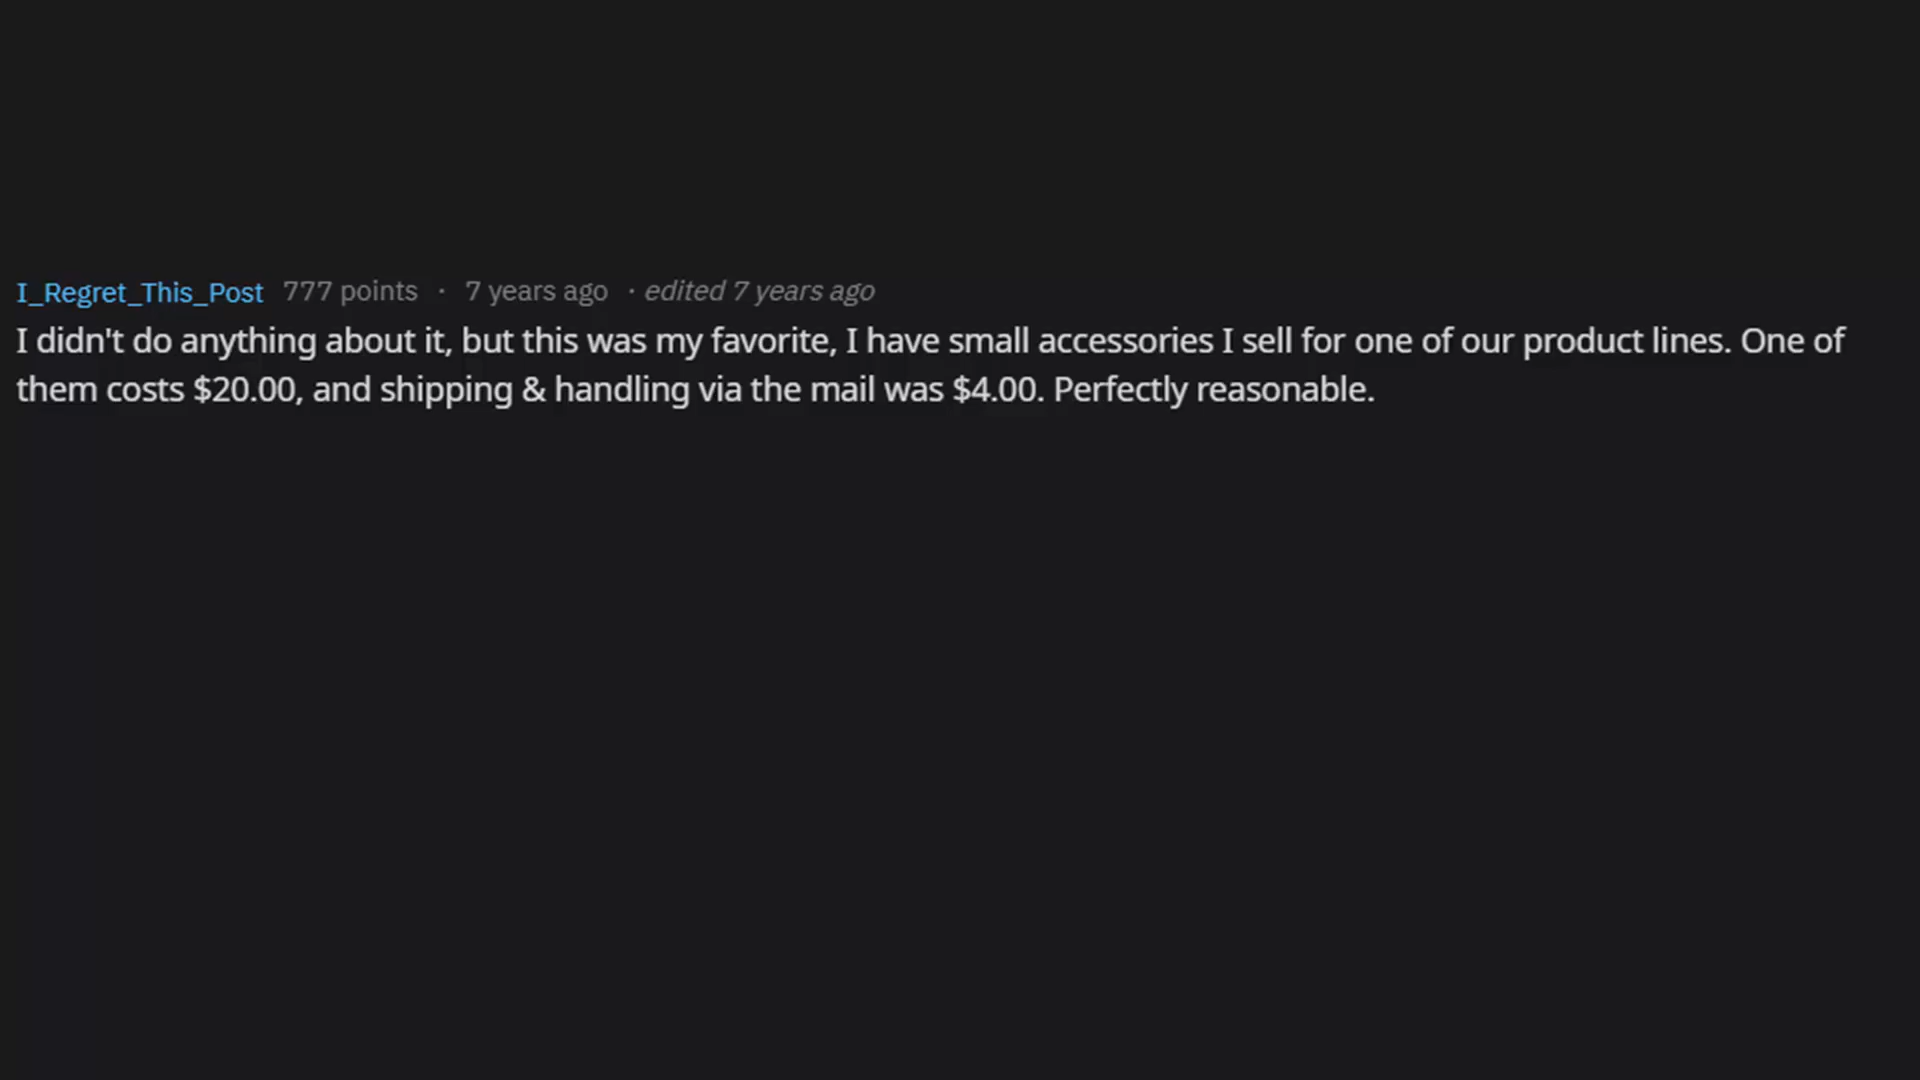 I_Regret_This_Post 777 points · 7 years ago · edited 7 years ago
I didn't do anything about it, but this was my favorite, I have small accessories I sell for one of our product lines. One of
them costs $20.00, and shipping & handling via the mail was $4.00. Perfectly reasonable.